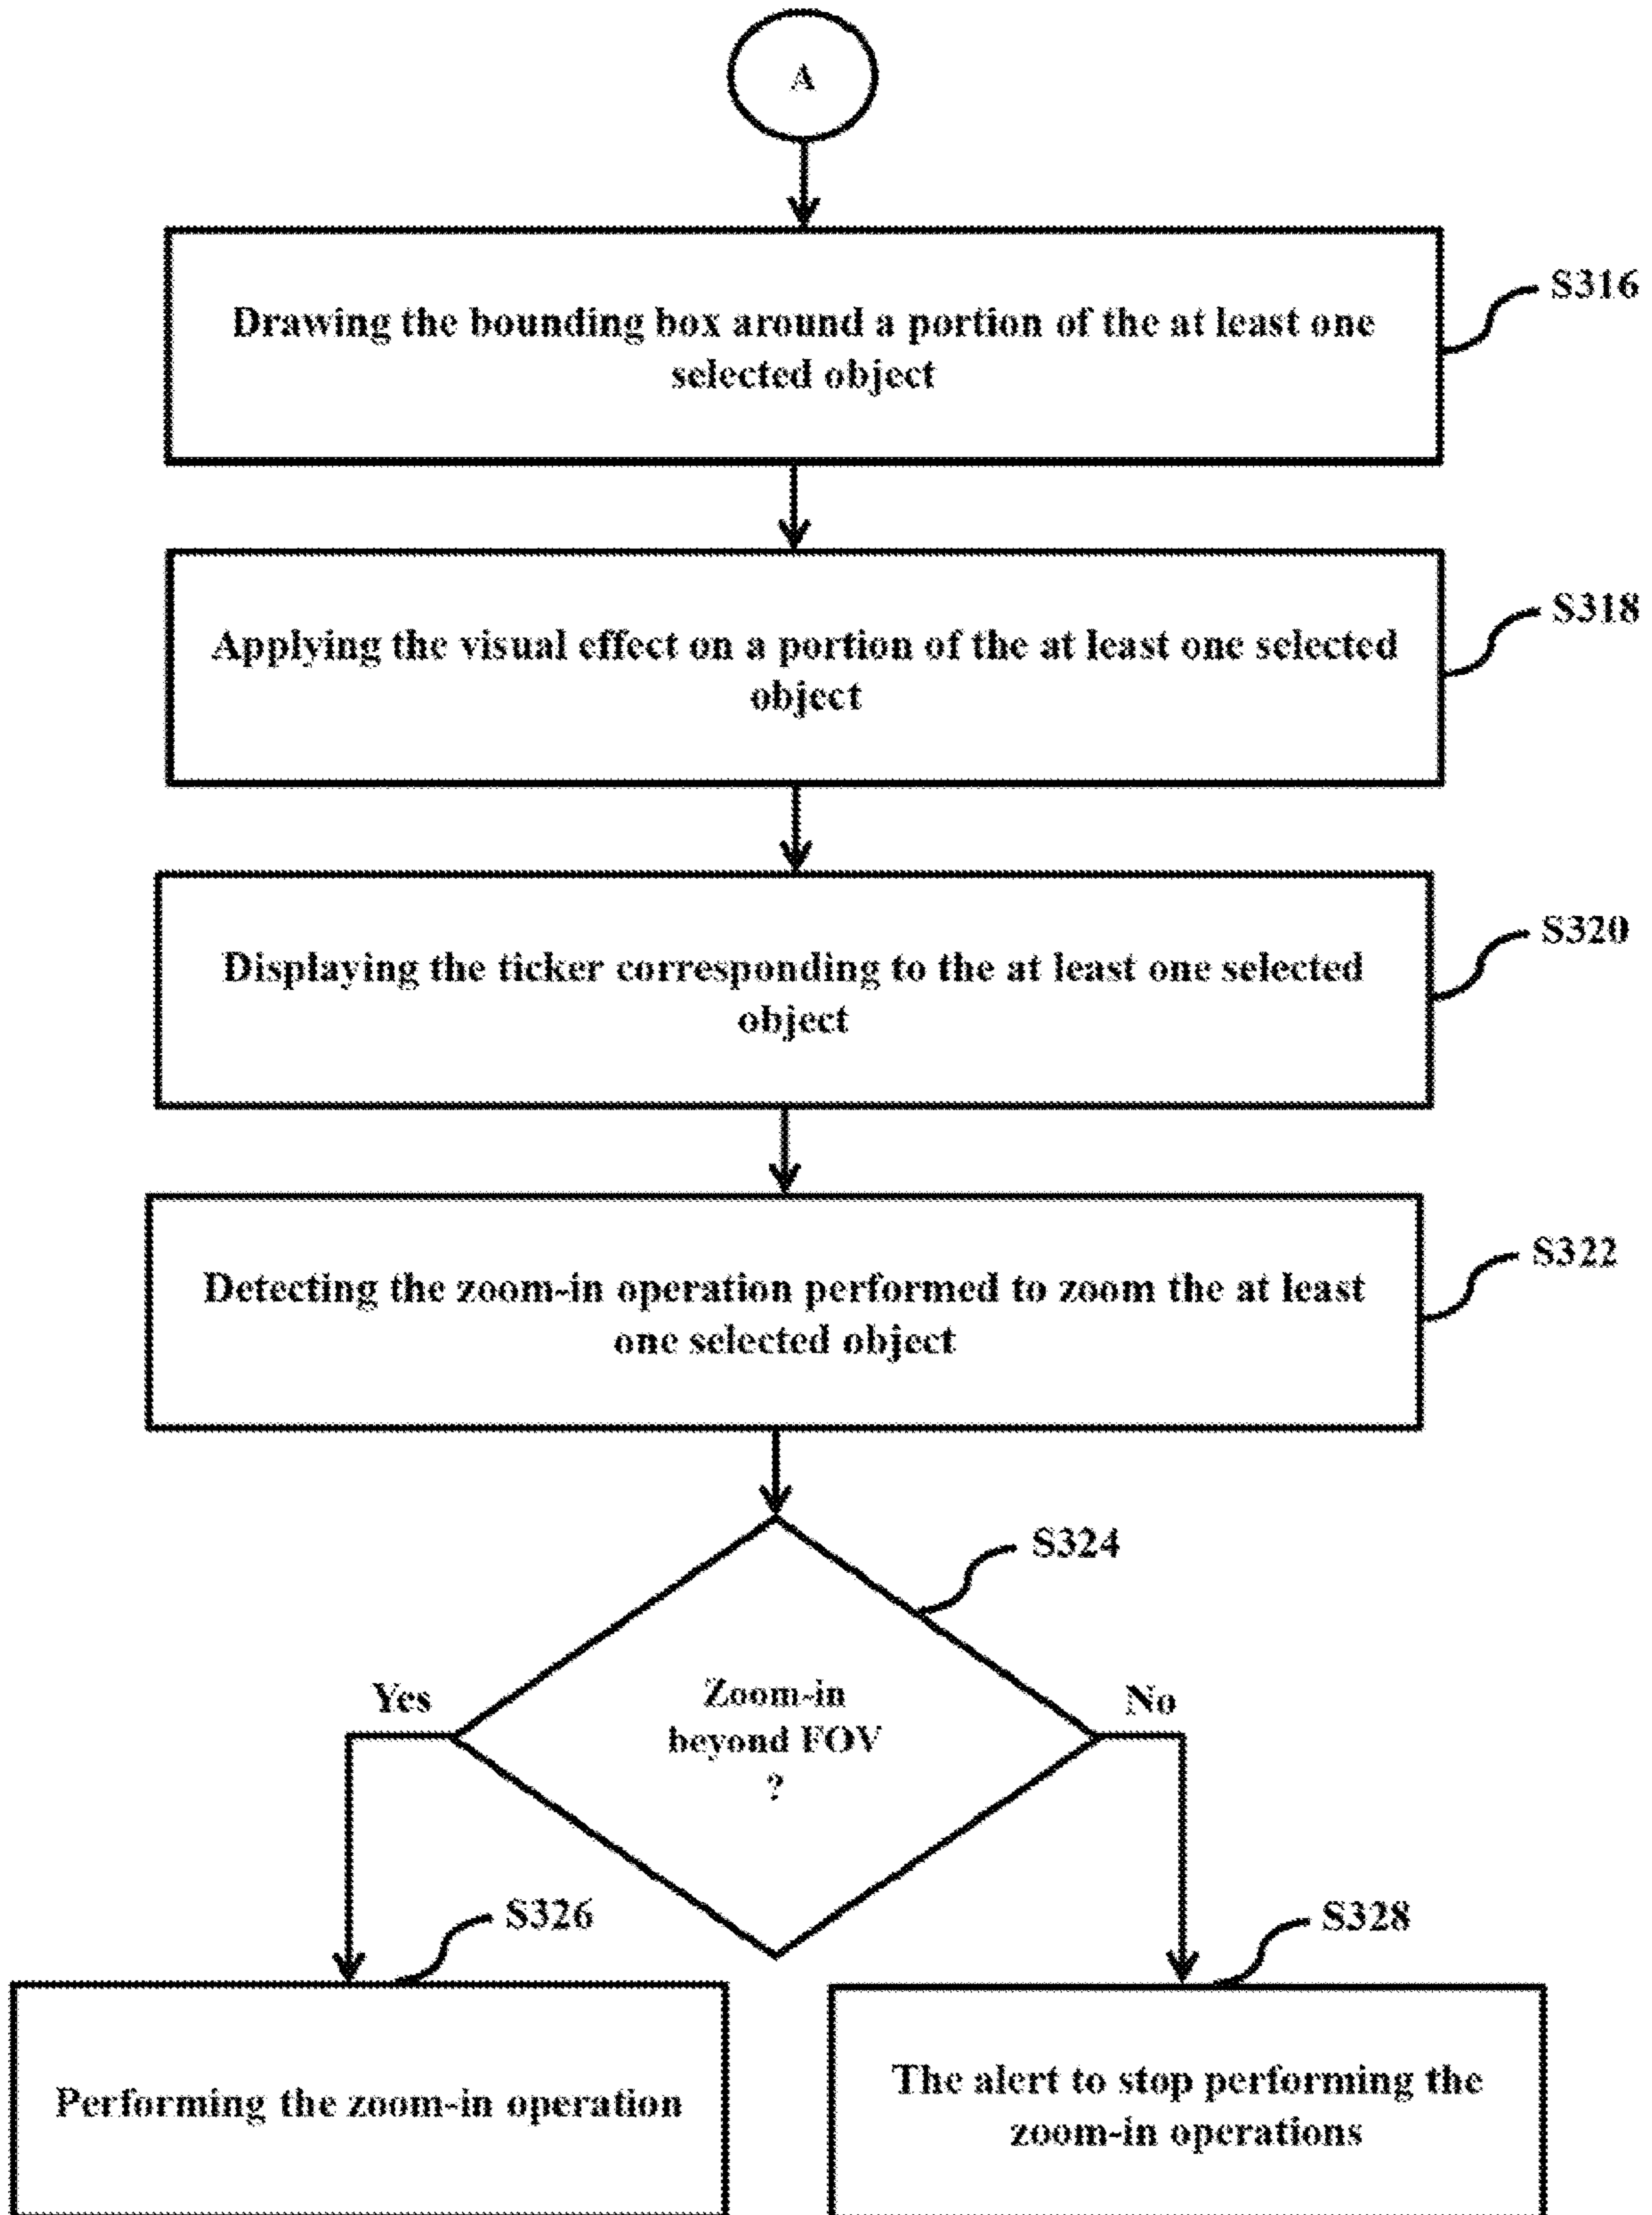 A
Drawing the bounding box around a portion of the at least one
selected object
S316
Applying the visual effect on a portion of the at least one selected
object
S318
Displaying the ticker corresponding to the at least one selected
object
S320
Detecting the zoom-in operation performed to zoom the at least
one selected object
S322
S324
Zoom-in
beyond FOV
?
Yes
No
S326
Performing the zoom-in operation
S328
The alert to stop performing the
zoom-in operations